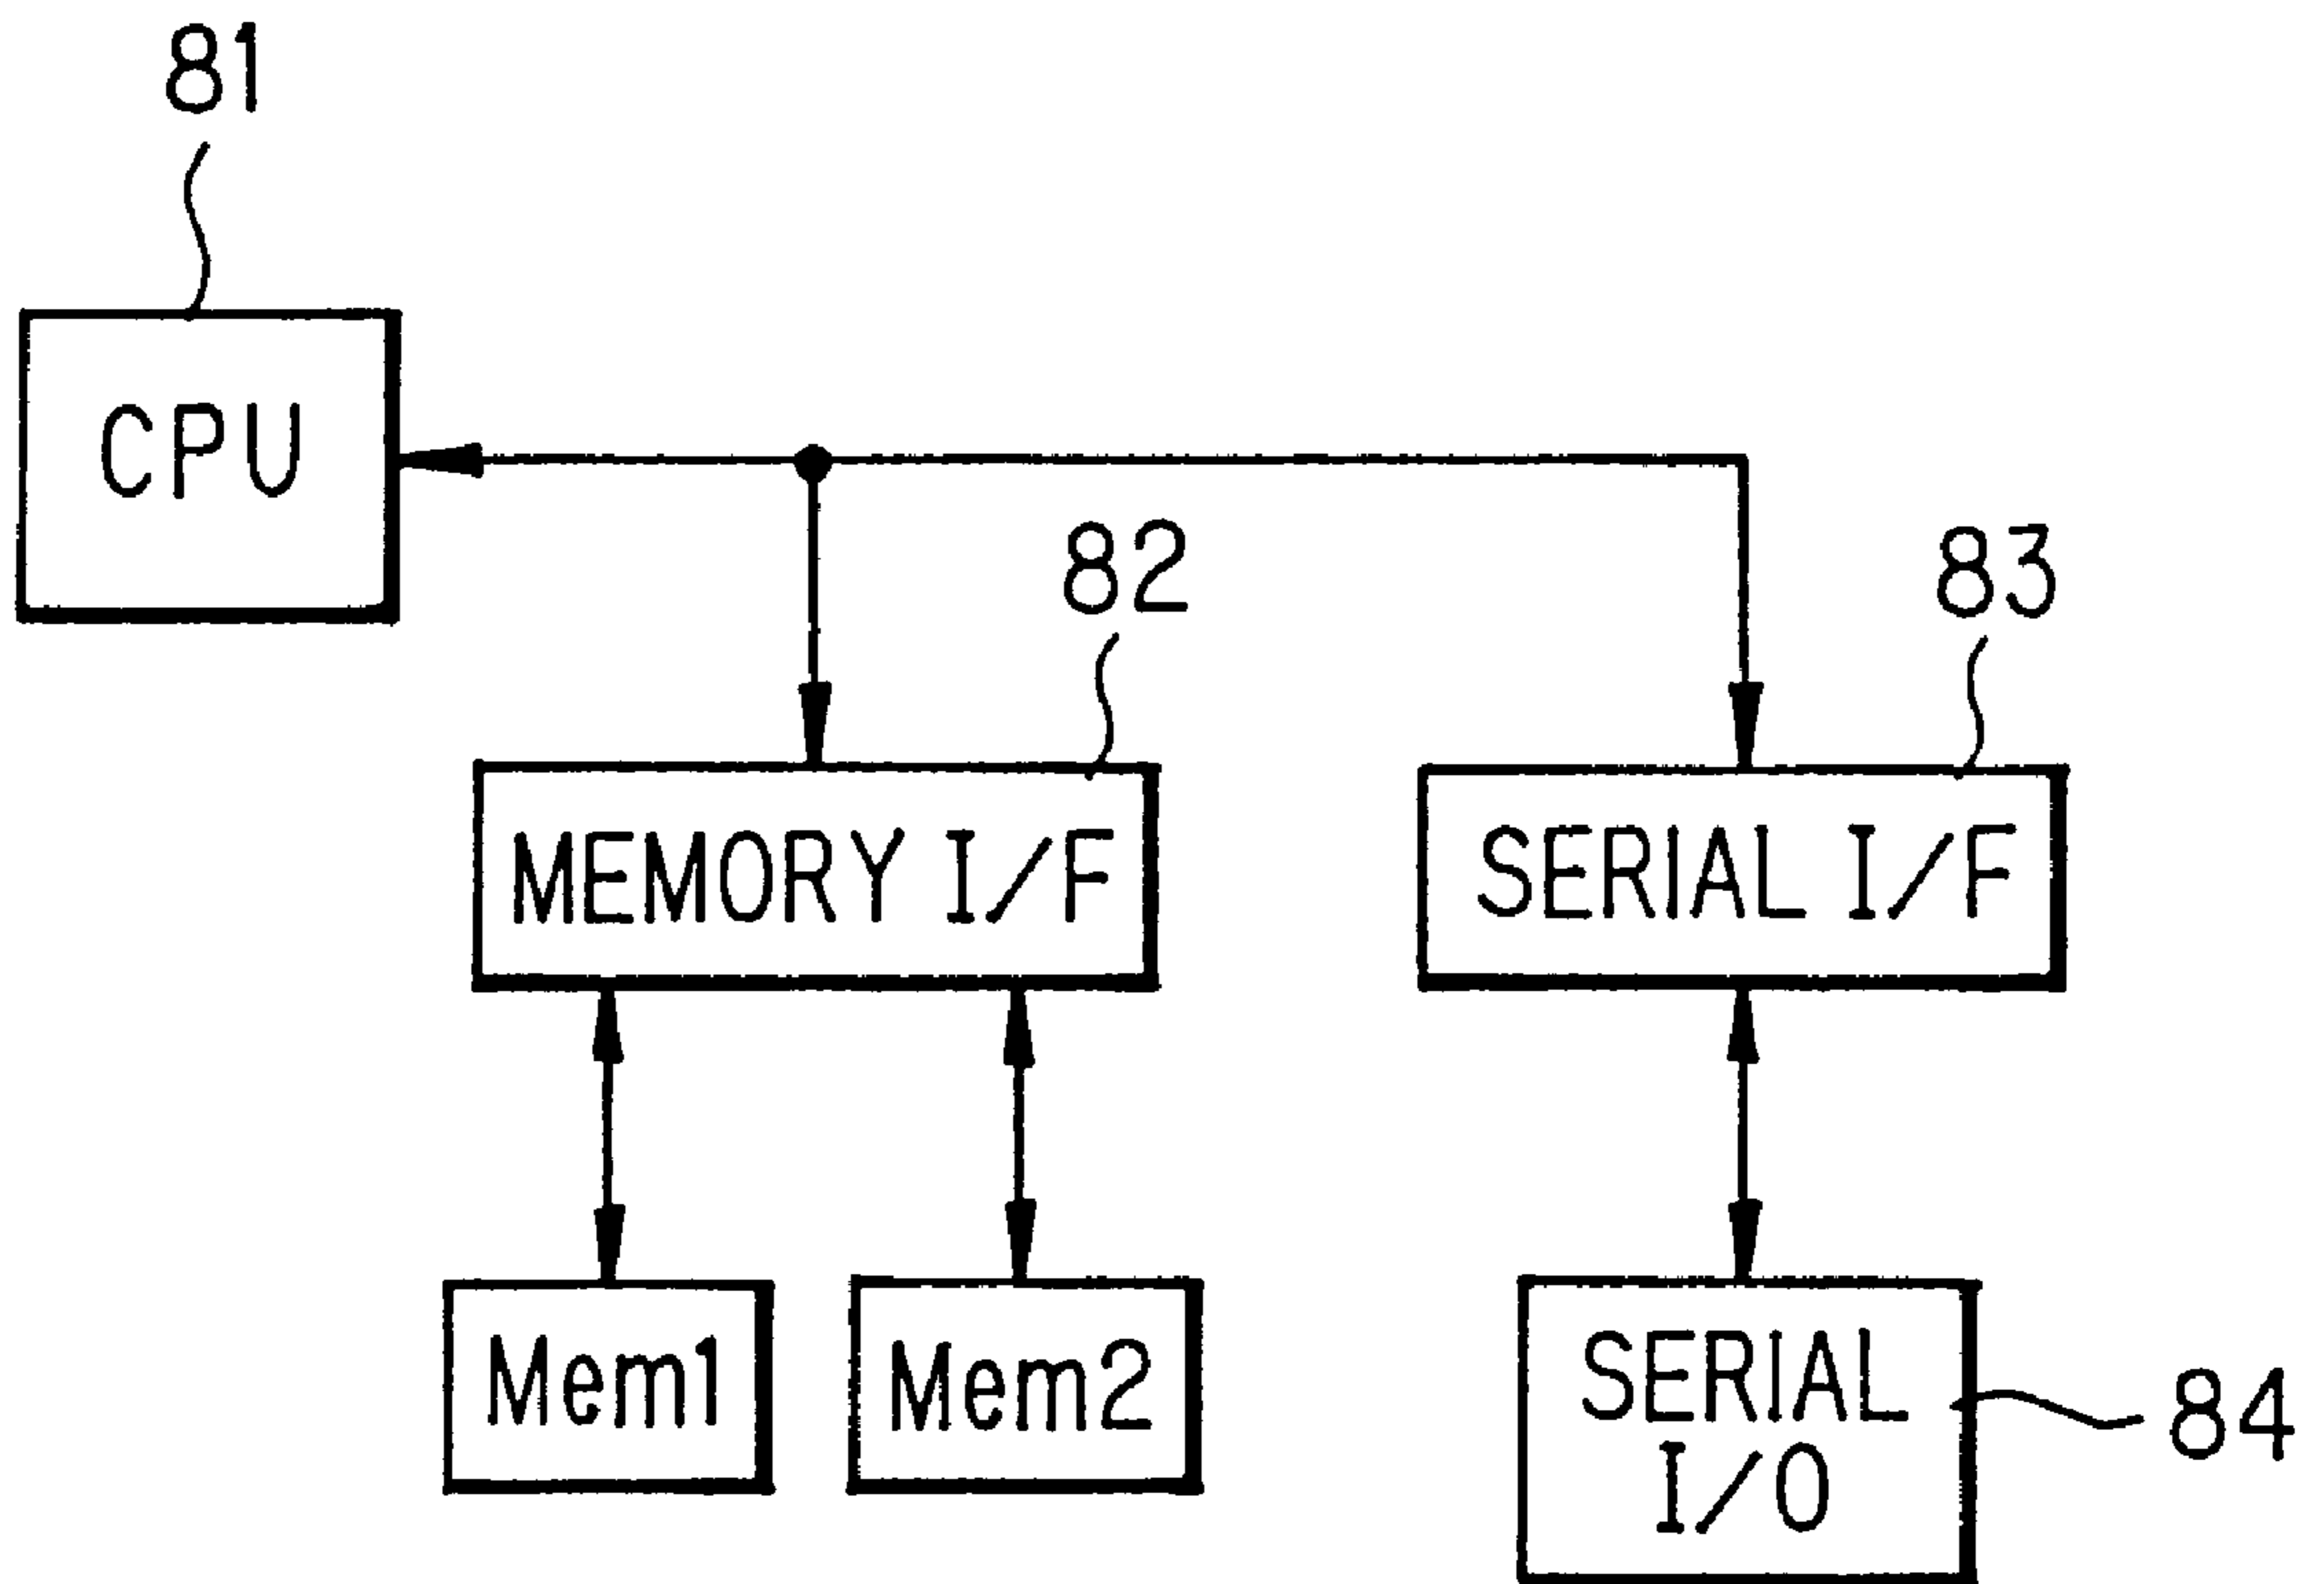 81
CPU
82
83
MEMORY I/F
SERIAL I/F
Mem1
Mem2
SERIAL
I/O
84